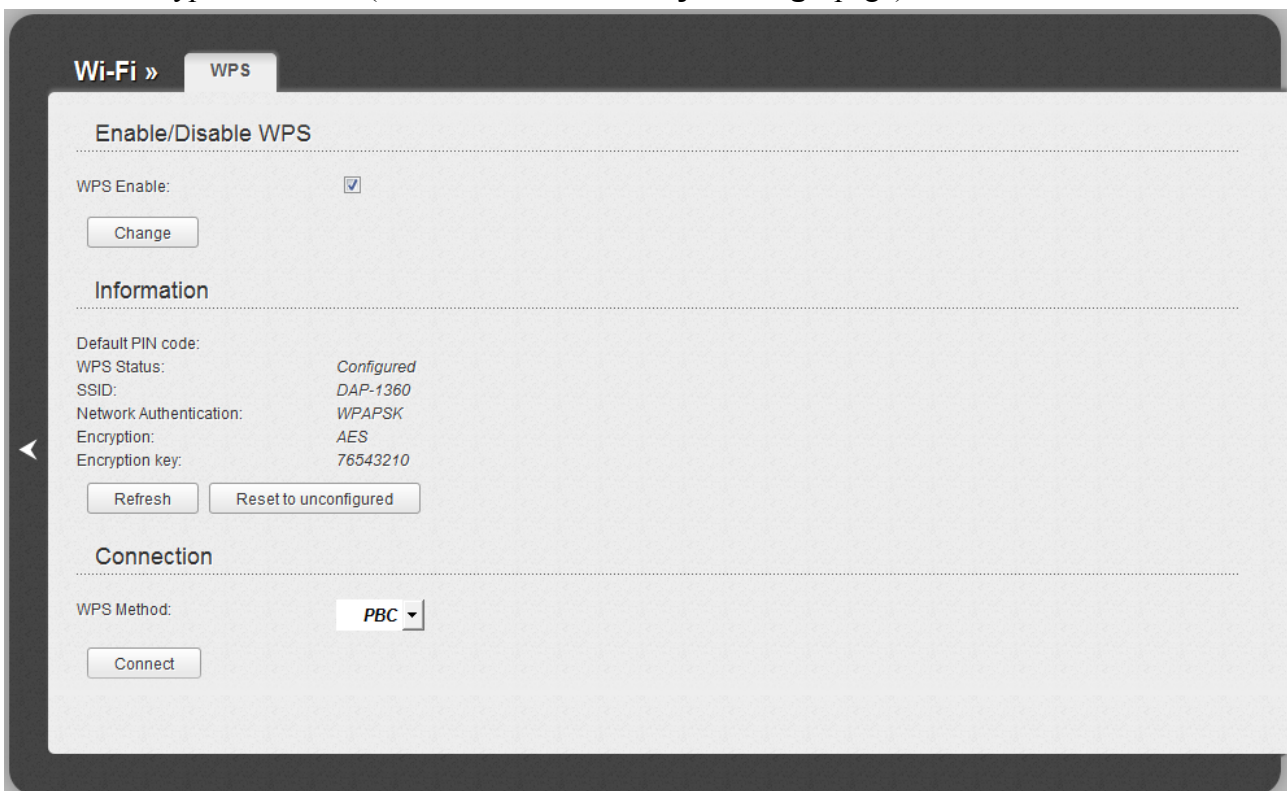 Wi-Fi » WPS
Enable/Disable WPS
WPS Enable:
Change
Information
Default PIN code:
WPS Status: Configured
SSID: DAP-1360
Network Authentication: WPAPSK
Encryption: AES
Encryption key: 76543210
Refresh Reset to unconfigured
Connection
WPS Method: PBC
Connect